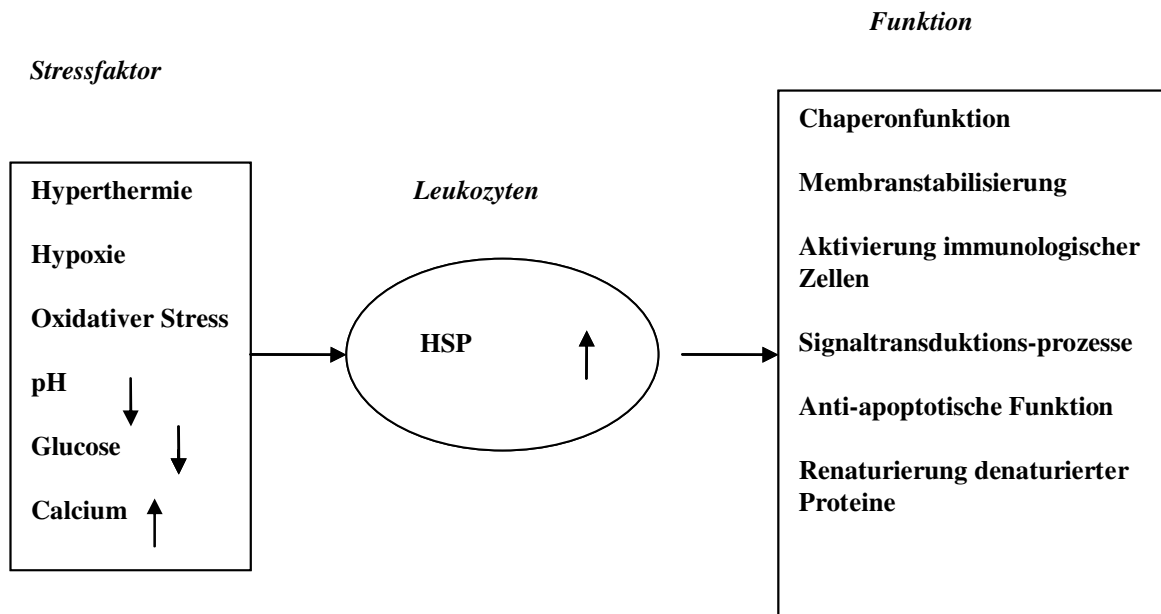 Stressfaktor
Hyperthermie
Hypoxie
Oxidativer Stress
pH
Glucose
Calcium
Leukozyten
HSP
Funktion
Chaperonfunktion
Membranstabilisierung
Aktivierung immunologischer
Zellen
Signaltransduktions-prozesse
Anti-apoptotische Funktion
Renaturierung denaturierter
Proteine